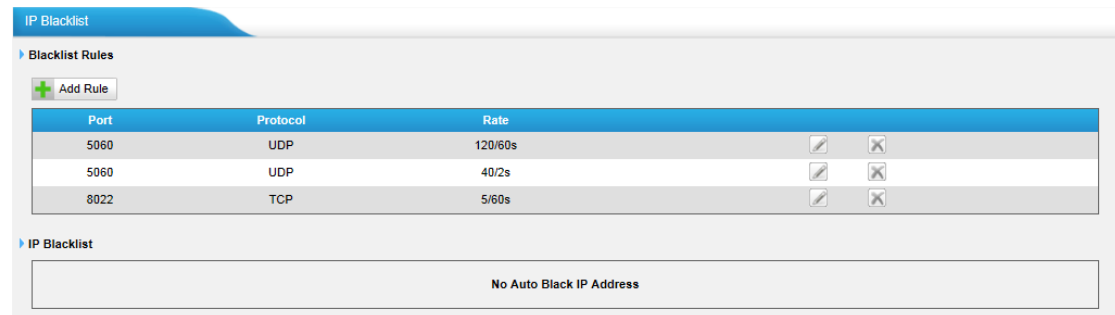 IP Blacklist
Blacklist Rules
Add Rule
Port Protocol Rate
5060 UDP 120/60s
5060 UDP 40/2s
8022 TCP 5/60s
IP Blacklist
No Auto Black IP Address